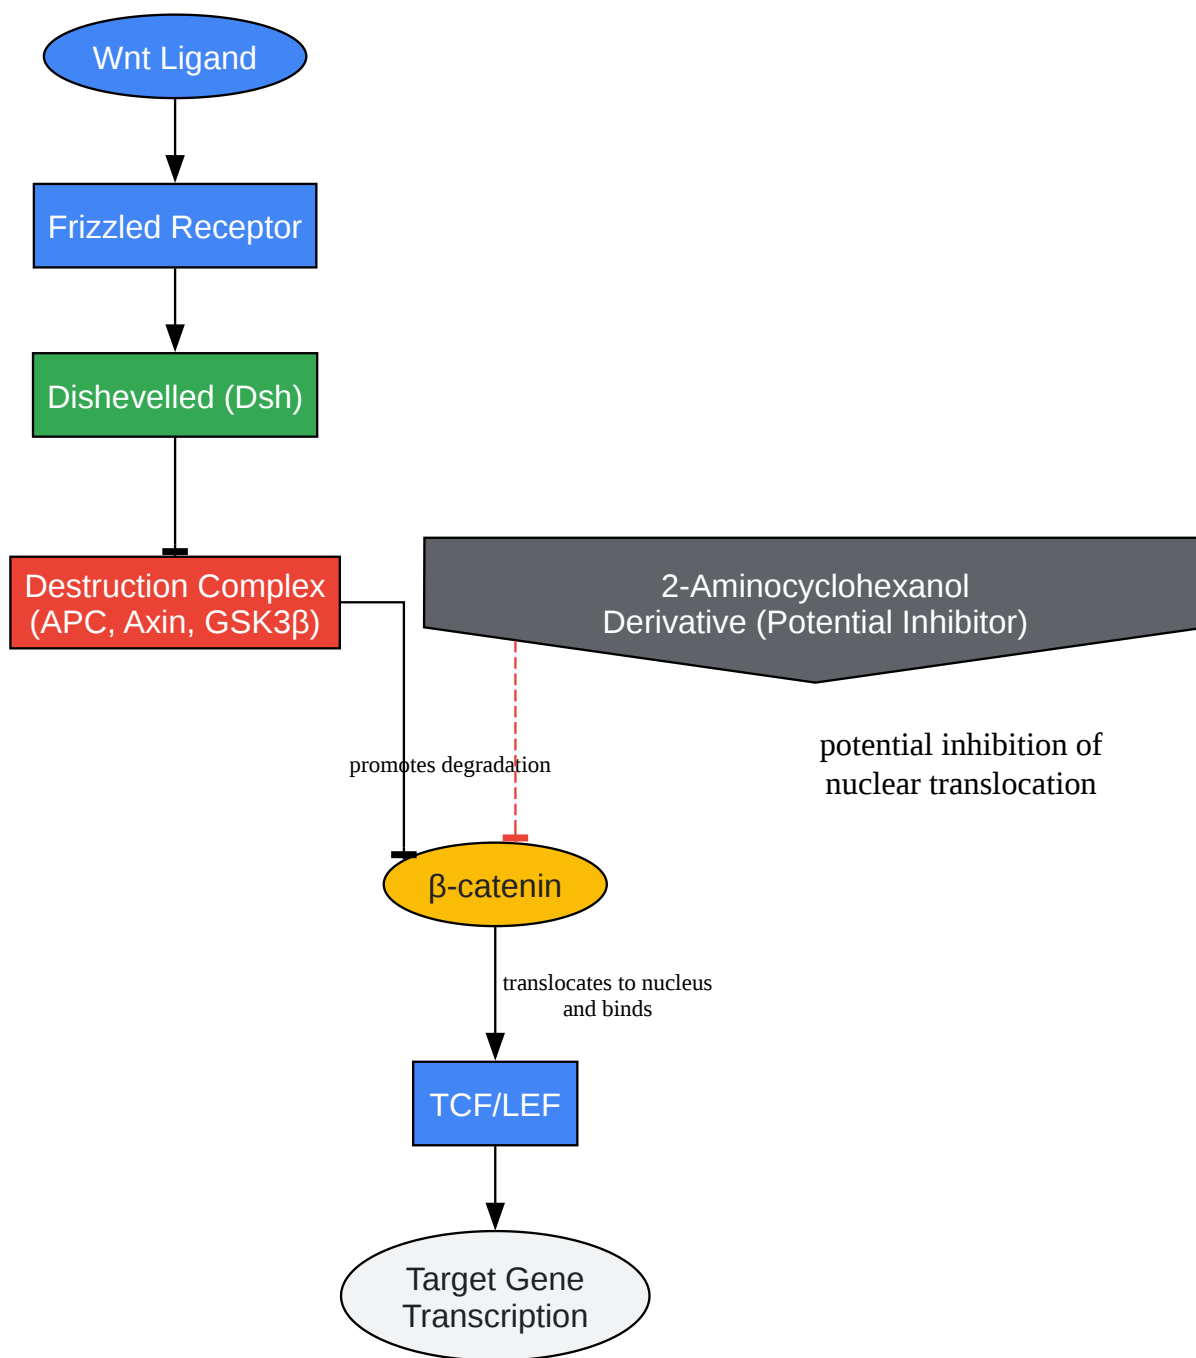 Wnt Ligand
Frizzled Receptor
Dishevelled (Dsh)
Destruction Complex
(APC, Axin, GSK3β)
2-Aminocyclohexanol
Derivative (Potential Inhibitor)
potential inhibition of
nuclear translocation
promotes degradation
β-catenin
translocates to nucleus
and binds
TCF/LEF
Target Gene
Transcription